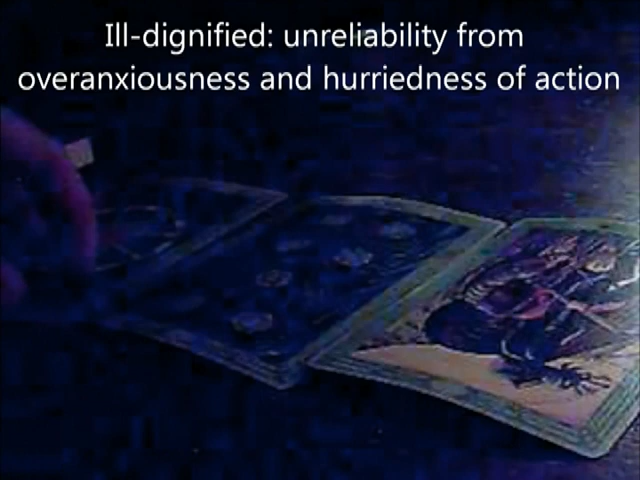 Ill-dignified: unreliability from
overanxiousness and hurriedness of action